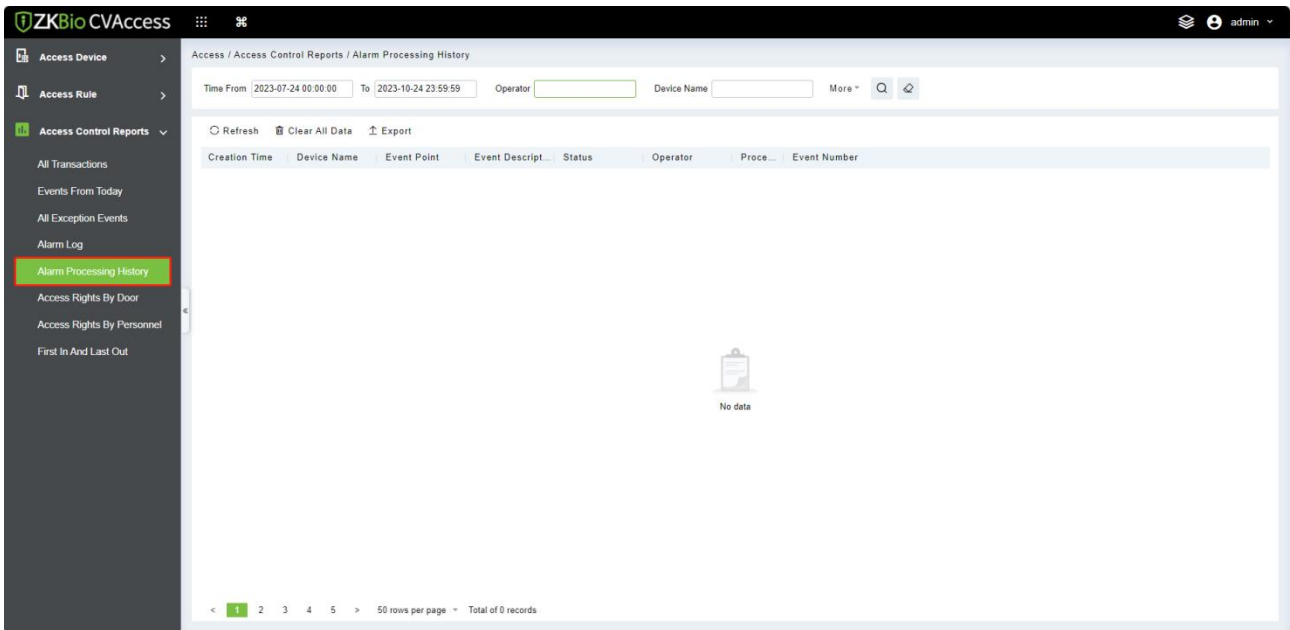 ZKBio CVAccess
admin
Access Device
Access / Access Control Reports / Alarm Processing History
Access Rule
Time From 2023-07-24 00:00:00 To 2023-10-24 23:59:59 Operator Device Name More
Access Control Reports
Refresh Clear All Data Export
Creation Time Device Name Event Point Event Descript... Status Operator Proce... Event Number
All Transactions
Events From Today
All Exception Events
Alarm Log
Alarm Processing History
Access Rights By Door
Access Rights By Personnel
First In And Last Out
No data
< 1 2 3 4 5 > 50 rows per page Total of 0 records